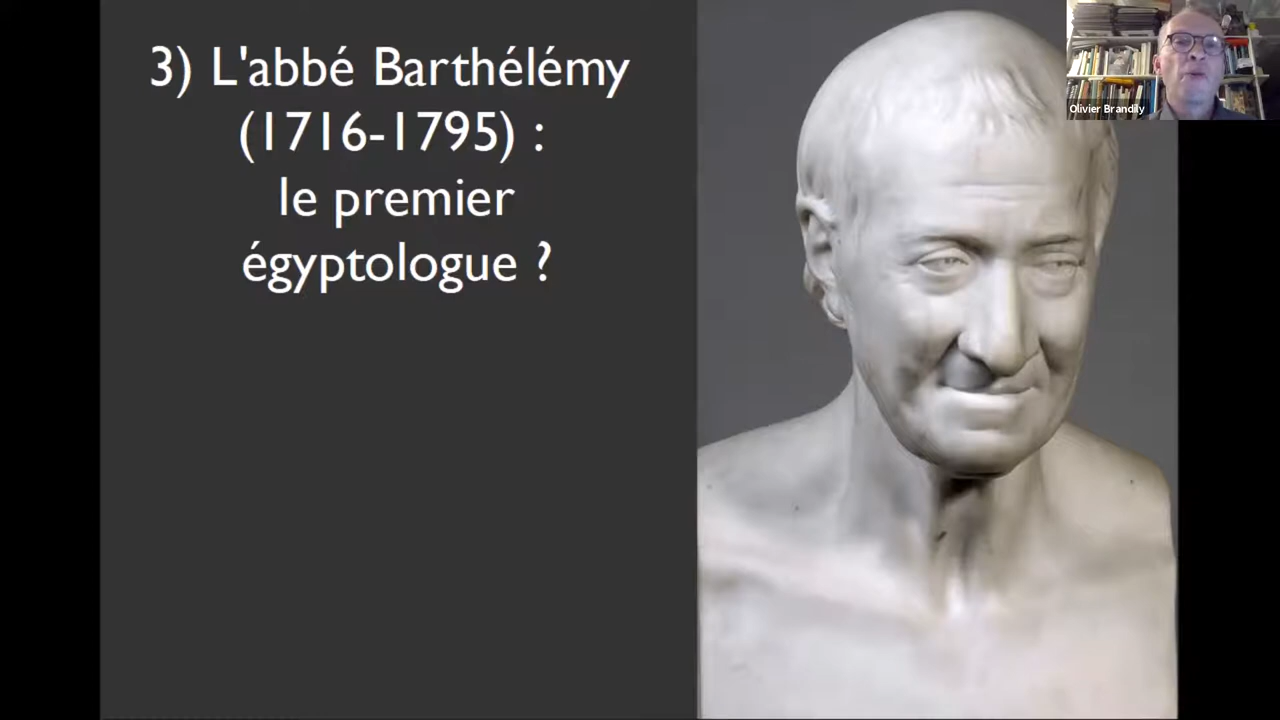 3) L'abbé Barthélémy
(1716-1795) :
le premier
égyptologue ?
Olivier Brandily